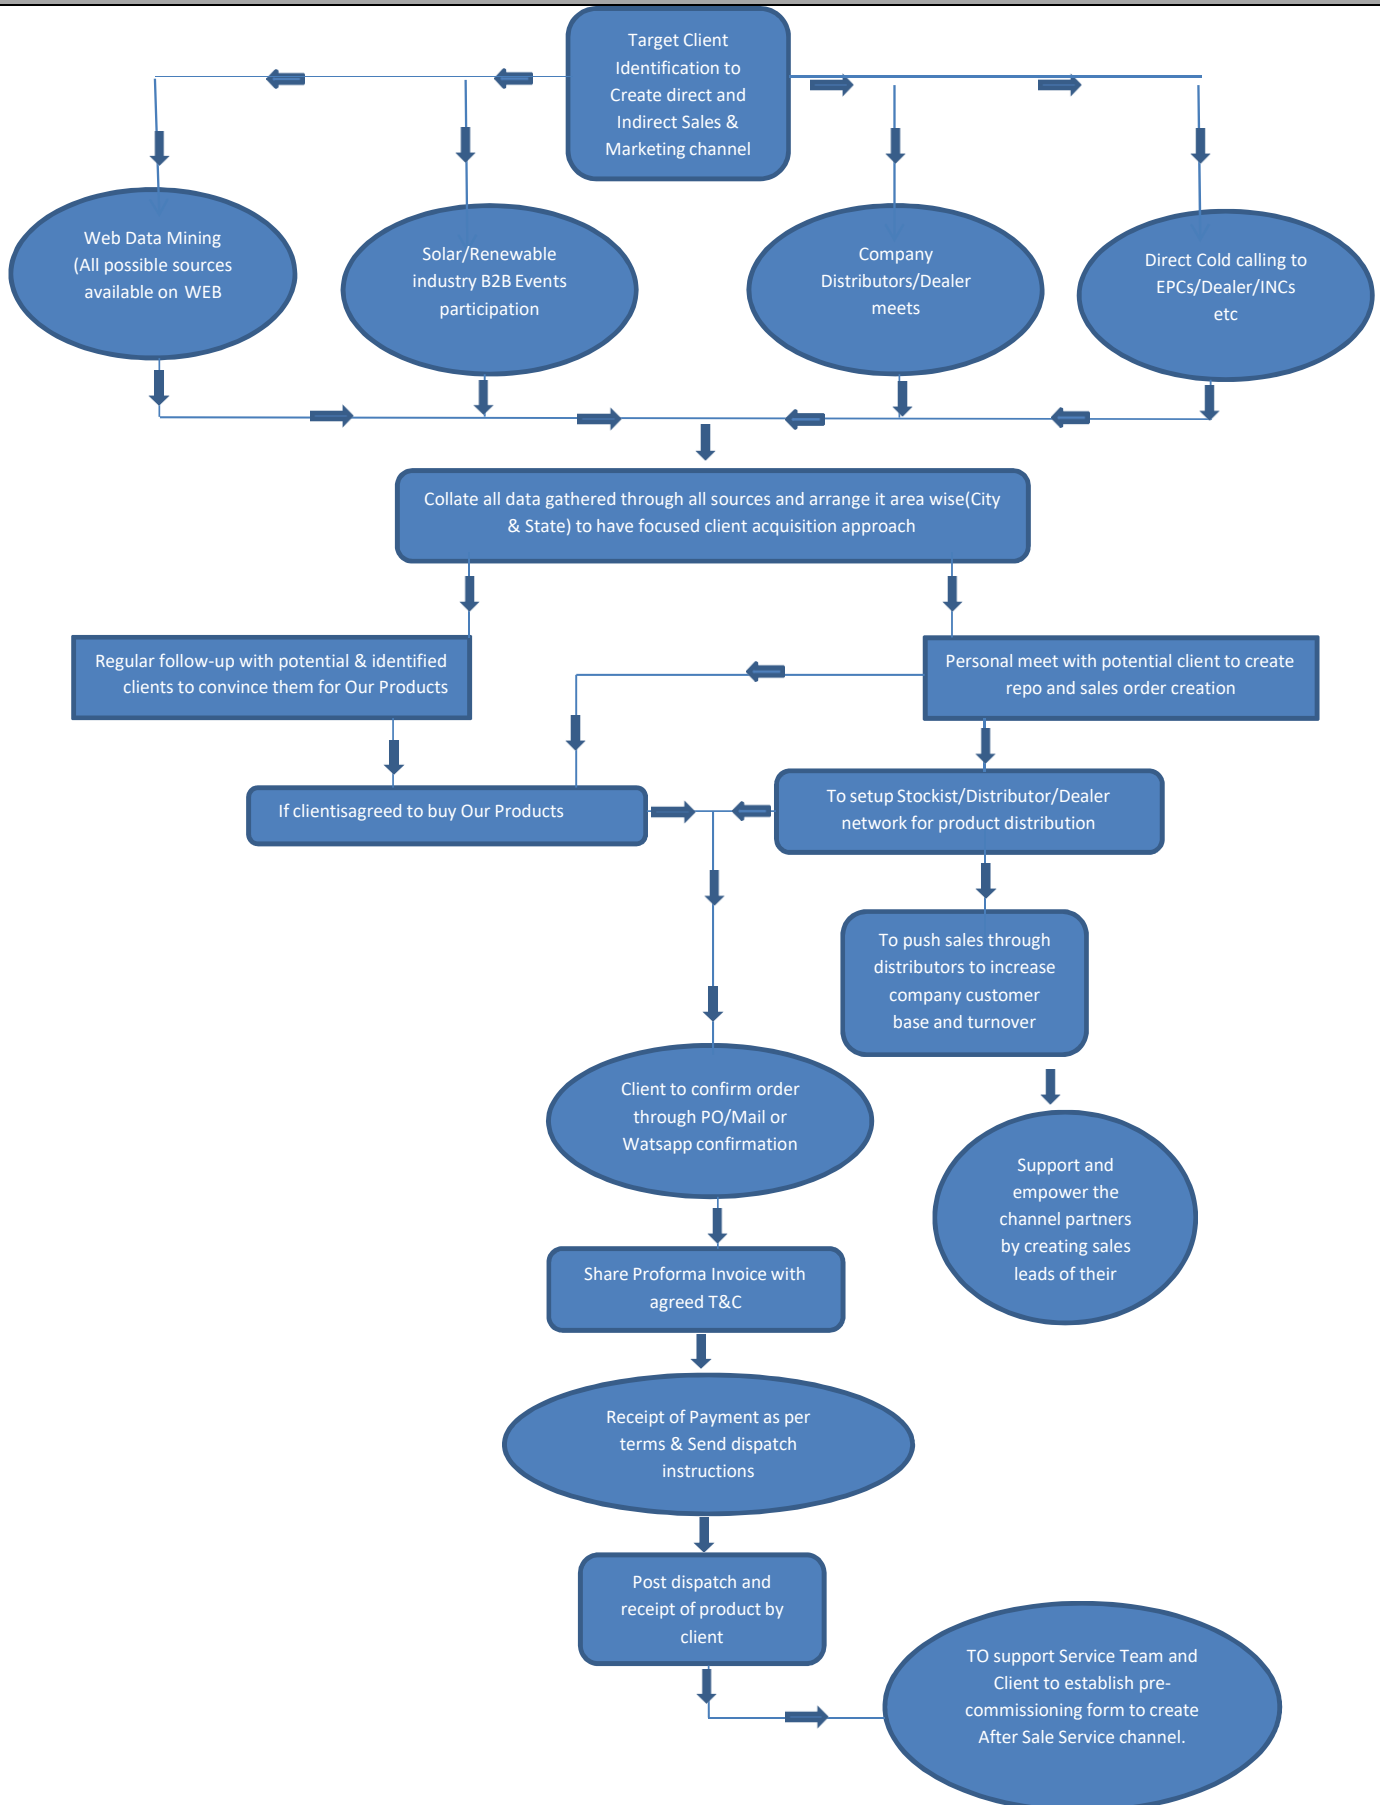 Target Client
Identification to
Create direct and
Indirect Sales &
Marketing channel
Web Data Mining
(All possible sources
available on WEB
Solar/Renewable
industry B2B Events
participation
Company
Distributors/Dealer
meets
Direct Cold calling to
EPCs/Dealer/INCs
etc
Collate all data gathered through all sources and arrange it area wise(City
& State) to have focused client acquisition approach
Regular follow-up with potential & identified
clients to convince them for Our Products
Personal meet with potential client to create
repo and sales order creation
If clientisagreed to buy Our Products
To setup Stockist/Distributor/Dealer
network for product distribution
To push sales through
distributors to increase
company customer
base and turnover
Client to confirm order
through PO/Mail or
Watsapp confirmation
Support and
empower the
channel partners
by creating sales
leads of their
Share Proforma Invoice with
agreed T&C
Receipt of Payment as per
terms & Send dispatch
instructions
Post dispatch and
receipt of product by
client
TO support Service Team and
Client to establish pre-
commissioning form to create
After Sale Service channel.